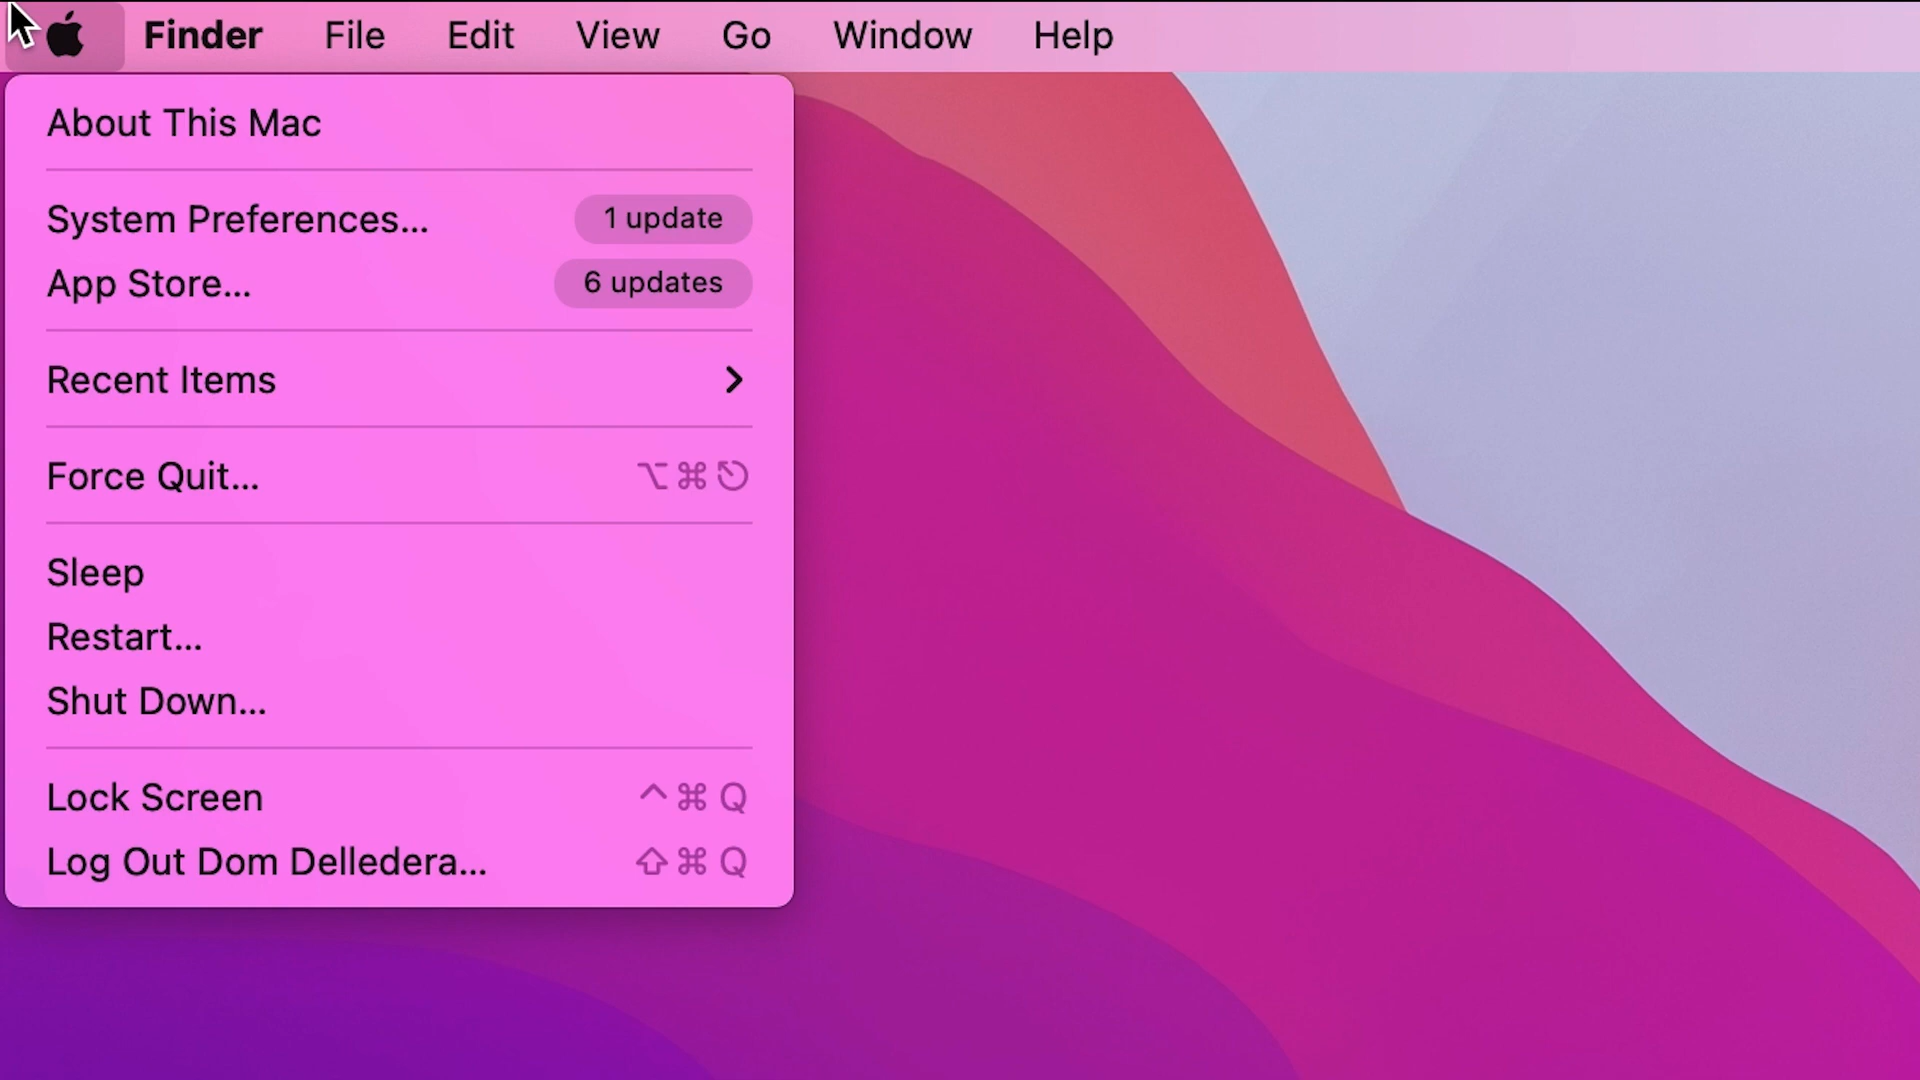 Finder File Edit View Go Window Help
About This Mac
System Preferences... 1 update
App Store... 6 updates
Recent Items
Force Quit... ⌥⌘⎋
Sleep
Restart...
Shut Down...
Lock Screen ^⌘Q
Log Out Dom Delledera... ⇧⌘Q